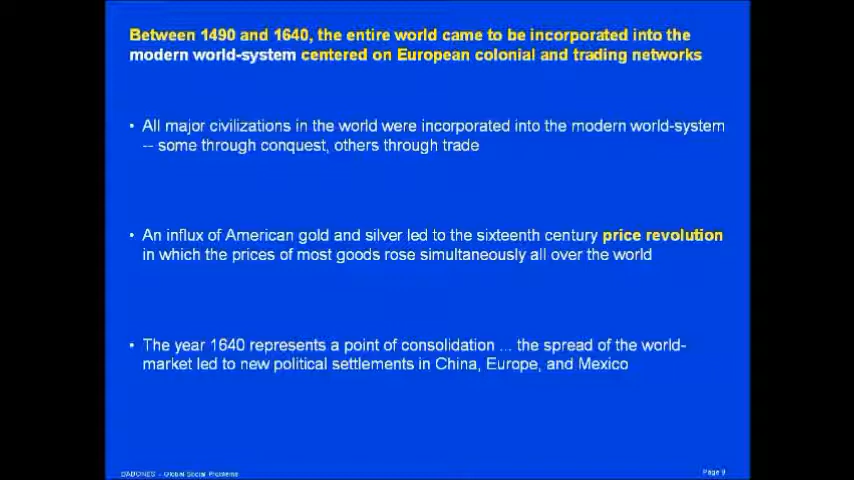 Between 1490 and 1640, the entire world came to be incorporated into the
modern world-system centered on European colonial and trading networks
• All major civilizations in the world were incorporated into the modern world-system
-- some through conquest, others through trade
• An influx of American gold and silver led to the sixteenth century price revolution
in which the prices of most goods rose simultaneously all over the world
• The year 1640 represents a point of consolidation ... the spread of the world-
market led to new political settlements in China, Europe, and Mexico
BABONES – Global Social Problems
Page 9